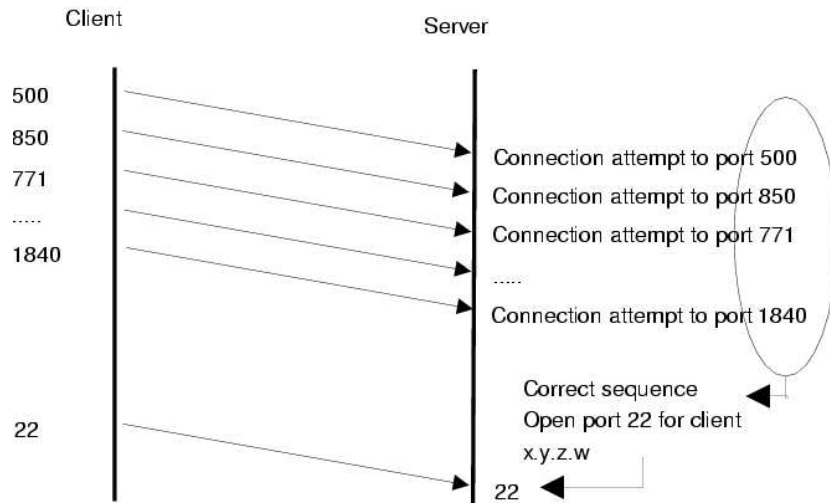 Client
Server
500
850
771
.....
1840
22
Connection attempt to port 500
Connection attempt to port 850
Connection attempt to port 771
.....
Connection attempt to port 1840
Correct sequence
Open port 22 for client
x.y.z.w
22